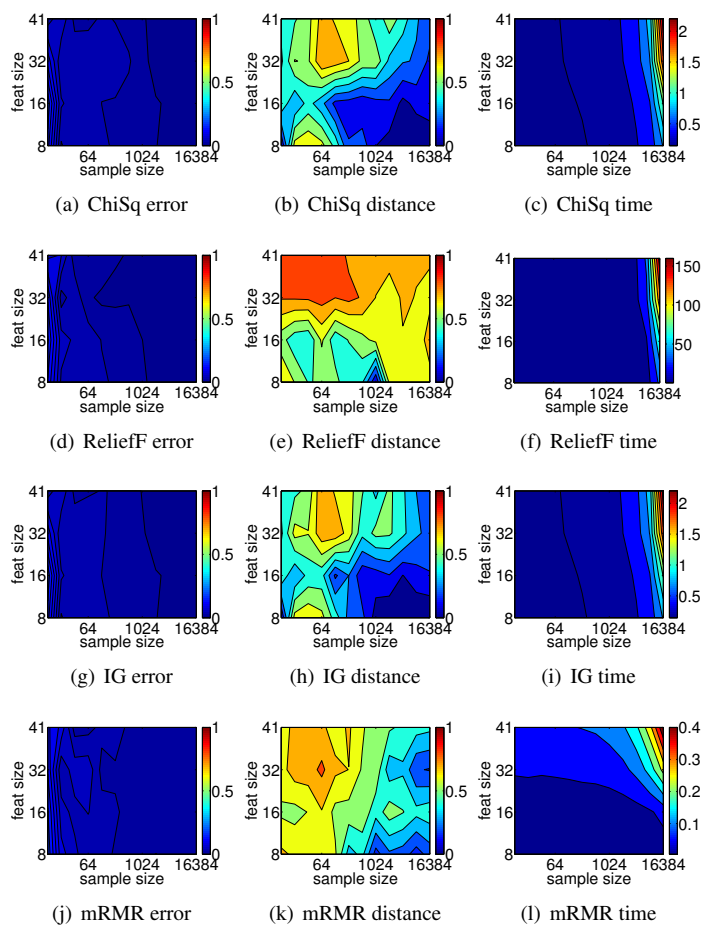 41
32
16
8
feat size
64 1024 16384
sample size
1
0.5
0
(a) ChiSq error
41
32
16
8
feat size
64 1024 16384
sample size
1
0.5
0
(b) ChiSq distance
41
32
16
8
feat size
64 1024 16384
sample size
2
1.5
1
0.5
(c) ChiSq time
41
32
16
8
feat size
64 1024 16384
sample size
1
0.5
0
(d) ReliefF error
41
32
16
8
feat size
64 1024 16384
sample size
1
0.5
0
(e) ReliefF distance
41
32
16
8
feat size
64 1024 16384
sample size
150
100
50
(f) ReliefF time
41
32
16
8
feat size
64 1024 16384
sample size
1
0.5
0
(g) IG error
41
32
16
8
feat size
64 1024 16384
sample size
1
0.5
0
(h) IG distance
41
32
16
8
feat size
64 1024 16384
sample size
2
1.5
1
0.5
(i) IG time
41
32
16
8
feat size
64 1024 16384
sample size
1
0.5
0
(j) mRMR error
41
32
16
8
feat size
64 1024 16384
sample size
1
0.5
0
(k) mRMR distance
41
32
16
8
feat size
64 1024 16384
sample size
0.4
0.3
0.2
0.1
(l) mRMR time